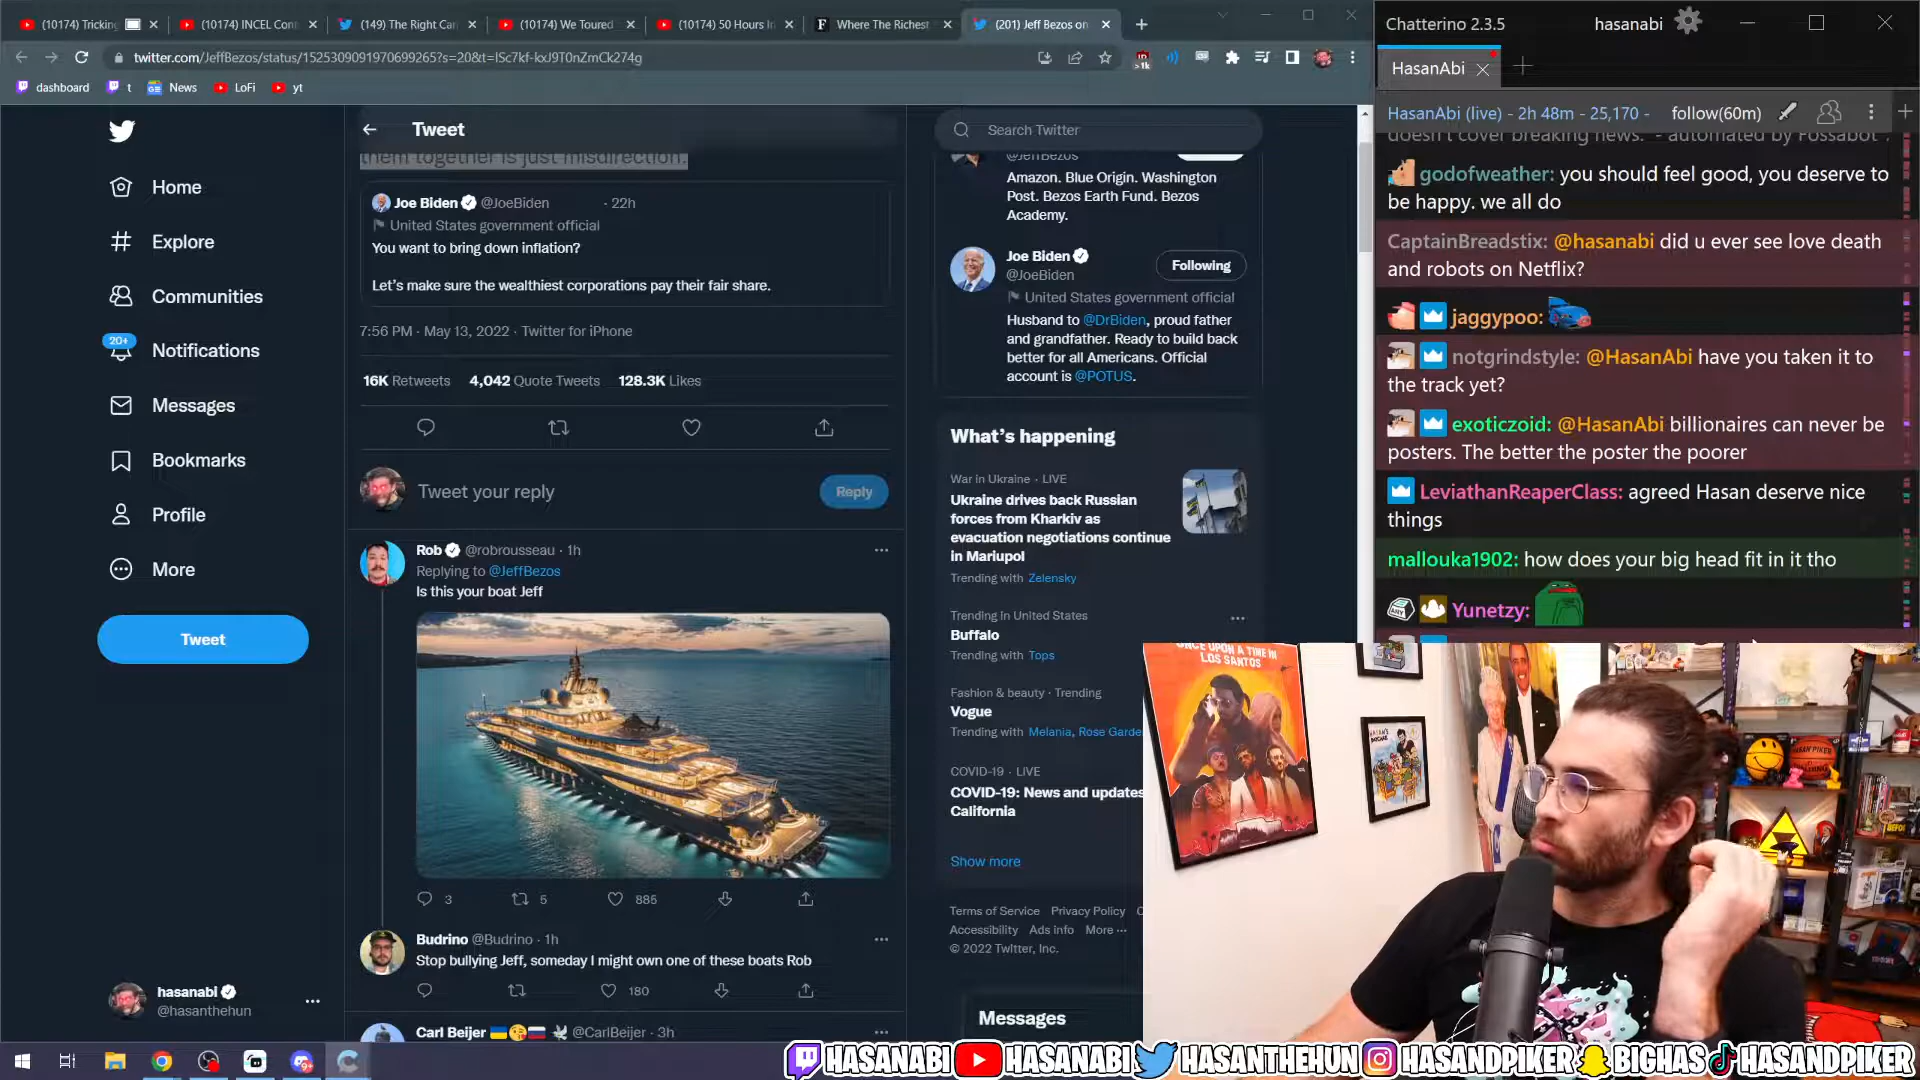 (10174) Tricking
(10174) INCEL Con
(149) The Right Can
(10174) We Toured
(10174) 50 Hours In
Where The Richest
(201) Jeff Bezos on
twitter.com/JeffBezos/status/1525309091970699265?s=20&t=lSc7kf-kxJ9T0nZmCk274g
dashboard
t
News
LoFi
yt
Home
Explore
Communities
20+
Notifications
Messages
Bookmarks
Profile
More
Tweet
hasanabi
@hasanthehun
Tweet
them together is just misdirection.
Joe Biden @JoeBiden · 22h
United States government official
You want to bring down inflation?
Let's make sure the wealthiest corporations pay their fair share.
7:56 PM · May 13, 2022 · Twitter for iPhone
16K Retweets 4,042 Quote Tweets 128.3K Likes
Tweet your reply
Reply
Rob @robrousseau · 1h
Replying to @JeffBezos
Is this your boat Jeff
3 5 885
Budrino @Budrino · 1h
Stop bullying Jeff, someday I might own one of these boats Rob
180
Carl Beijer @CarlBeijer · 3h
Search Twitter
@JeffBezos
Amazon. Blue Origin. Washington
Post. Bezos Earth Fund. Bezos
Academy.
Joe Biden
@JoeBiden
Following
United States government official
Husband to @DrBiden, proud father
and grandfather. Ready to build back
better for all Americans. Official
account is @POTUS.
What's happening
War in Ukraine · LIVE
Ukraine drives back Russian
forces from Kharkiv as
evacuation negotiations continue
in Mariupol
Trending with Zelensky
Trending in United States
Buffalo
Trending with Tops
Fashion & beauty · Trending
Vogue
Trending with Melania, Rose Garde
COVID-19 · LIVE
COVID-19: News and updates
California
Show more
Terms of Service Privacy Policy C
Accessibility Ads info More
© 2022 Twitter, Inc.
Messages
Chatterino 2.3.5
hasanabi
HasanAbi
HasanAbi (live) - 2h 48m - 25,170 -
follow(60m)
doesn't cover breaking news." - automated by Fossabot
godofweather: you should feel good, you deserve to
be happy. we all do
CaptainBreadstix: @hasanabi did u ever see love death
and robots on Netflix?
jaggypoo:
notgrindstyle: @HasanAbi have you taken it to
the track yet?
exoticzoid: @HasanAbi billionaires can never be
posters. The better the poster the poorer
LeviathanReaperClass: agreed Hasan deserve nice
things
mallouka1902: how does your big head fit in it tho
Yunetzy:
ONCE UPON A TIME IN
LOS SANTOS
HASAN PIKER
HASANABI
HASANABI
HASANTHEHUN
HASANDPIKER
BIGHAS
HASANDPIKER